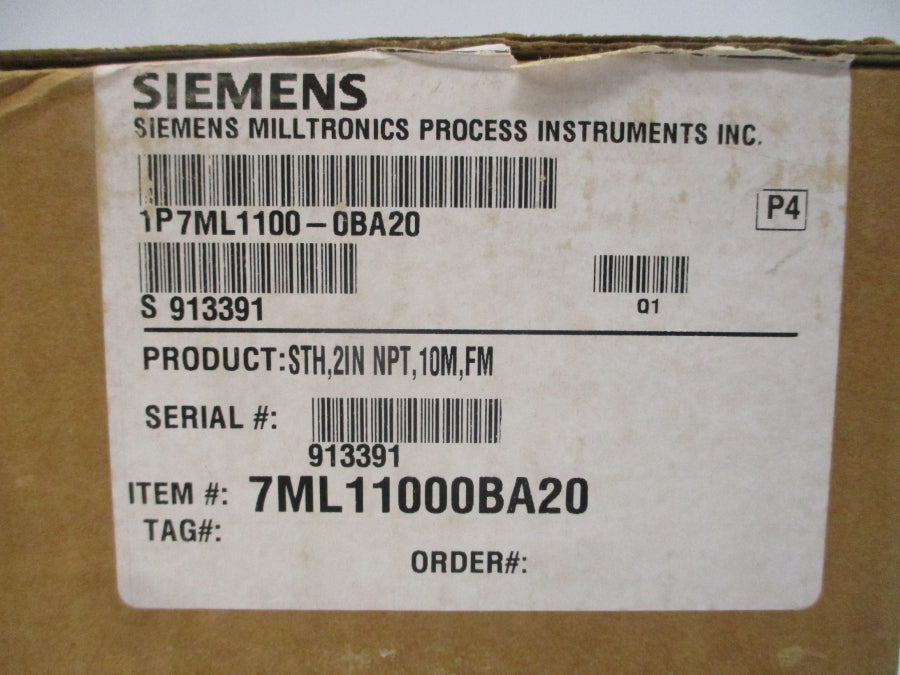 SIEMENS
SIEMENS MILLTRONICS PROCESS INSTRUMENTS INC.
1P7ML1100-0BA20
P4
S 913391
Q1
PRODUCT:STH,2IN NPT,10M,FM
SERIAL #:
913391
ITEM #: 7ML11000BA20
TAG#:
ORDER#: